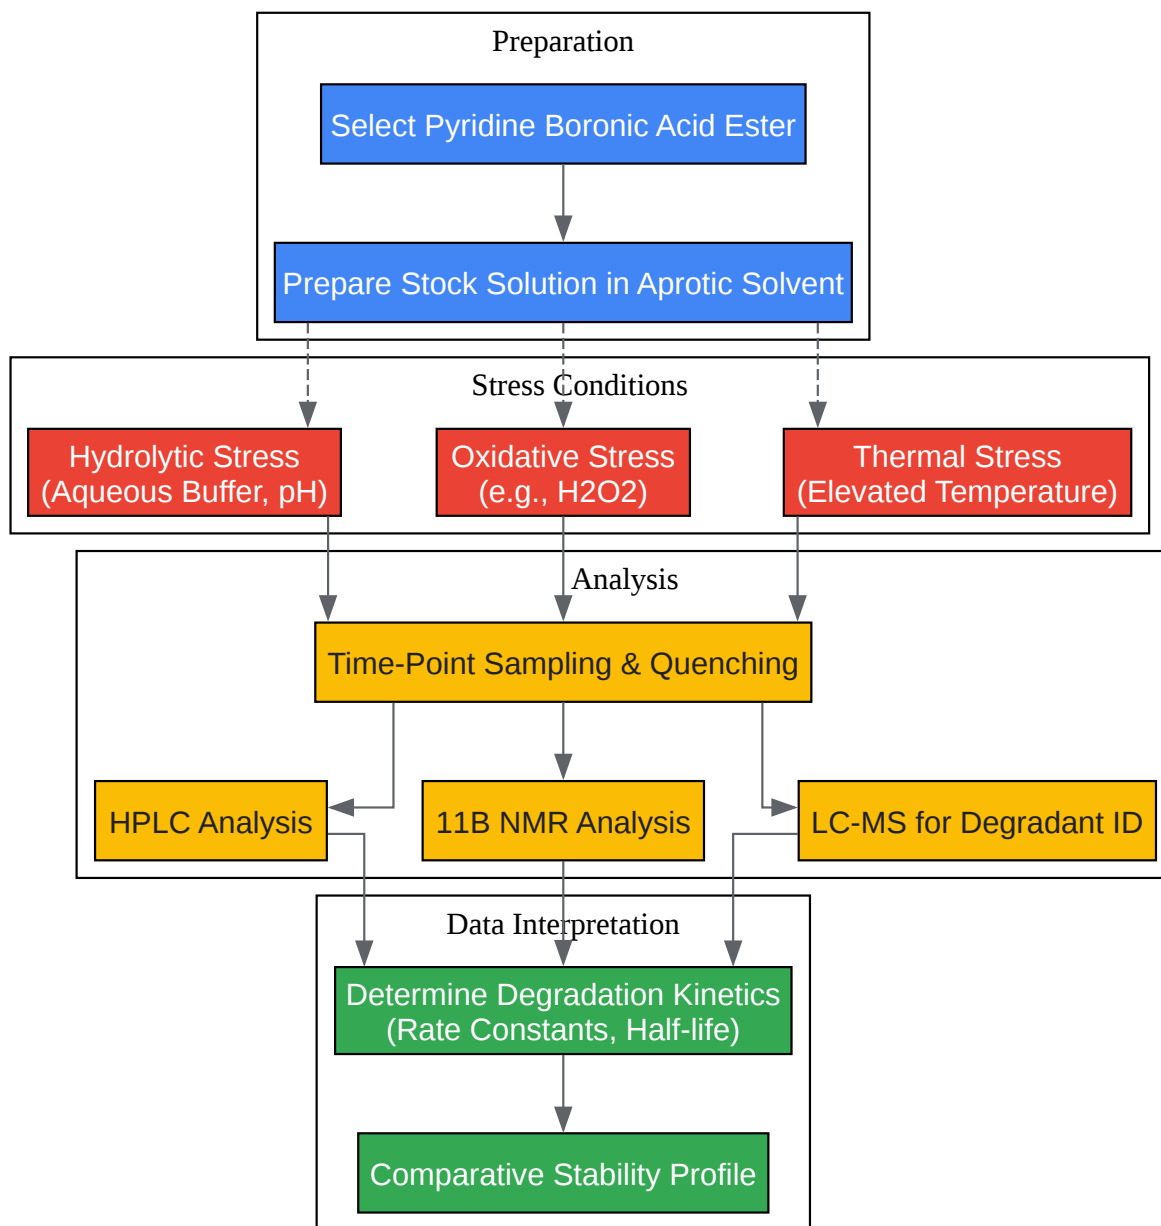 Preparation
Select Pyridine Boronic Acid Ester
Prepare Stock Solution in Aprotic Solvent
Stress Conditions
Hydrolytic Stress
(Aqueous Buffer, pH)
Oxidative Stress
(e.g., H2O2)
Thermal Stress
(Elevated Temperature)
Analysis
Time-Point Sampling & Quenching
HPLC Analysis
11B NMR Analysis
LC-MS for Degradant ID
Data Interpretation
Determine Degradation Kinetics
(Rate Constants, Half-life)
Comparative Stability Profile